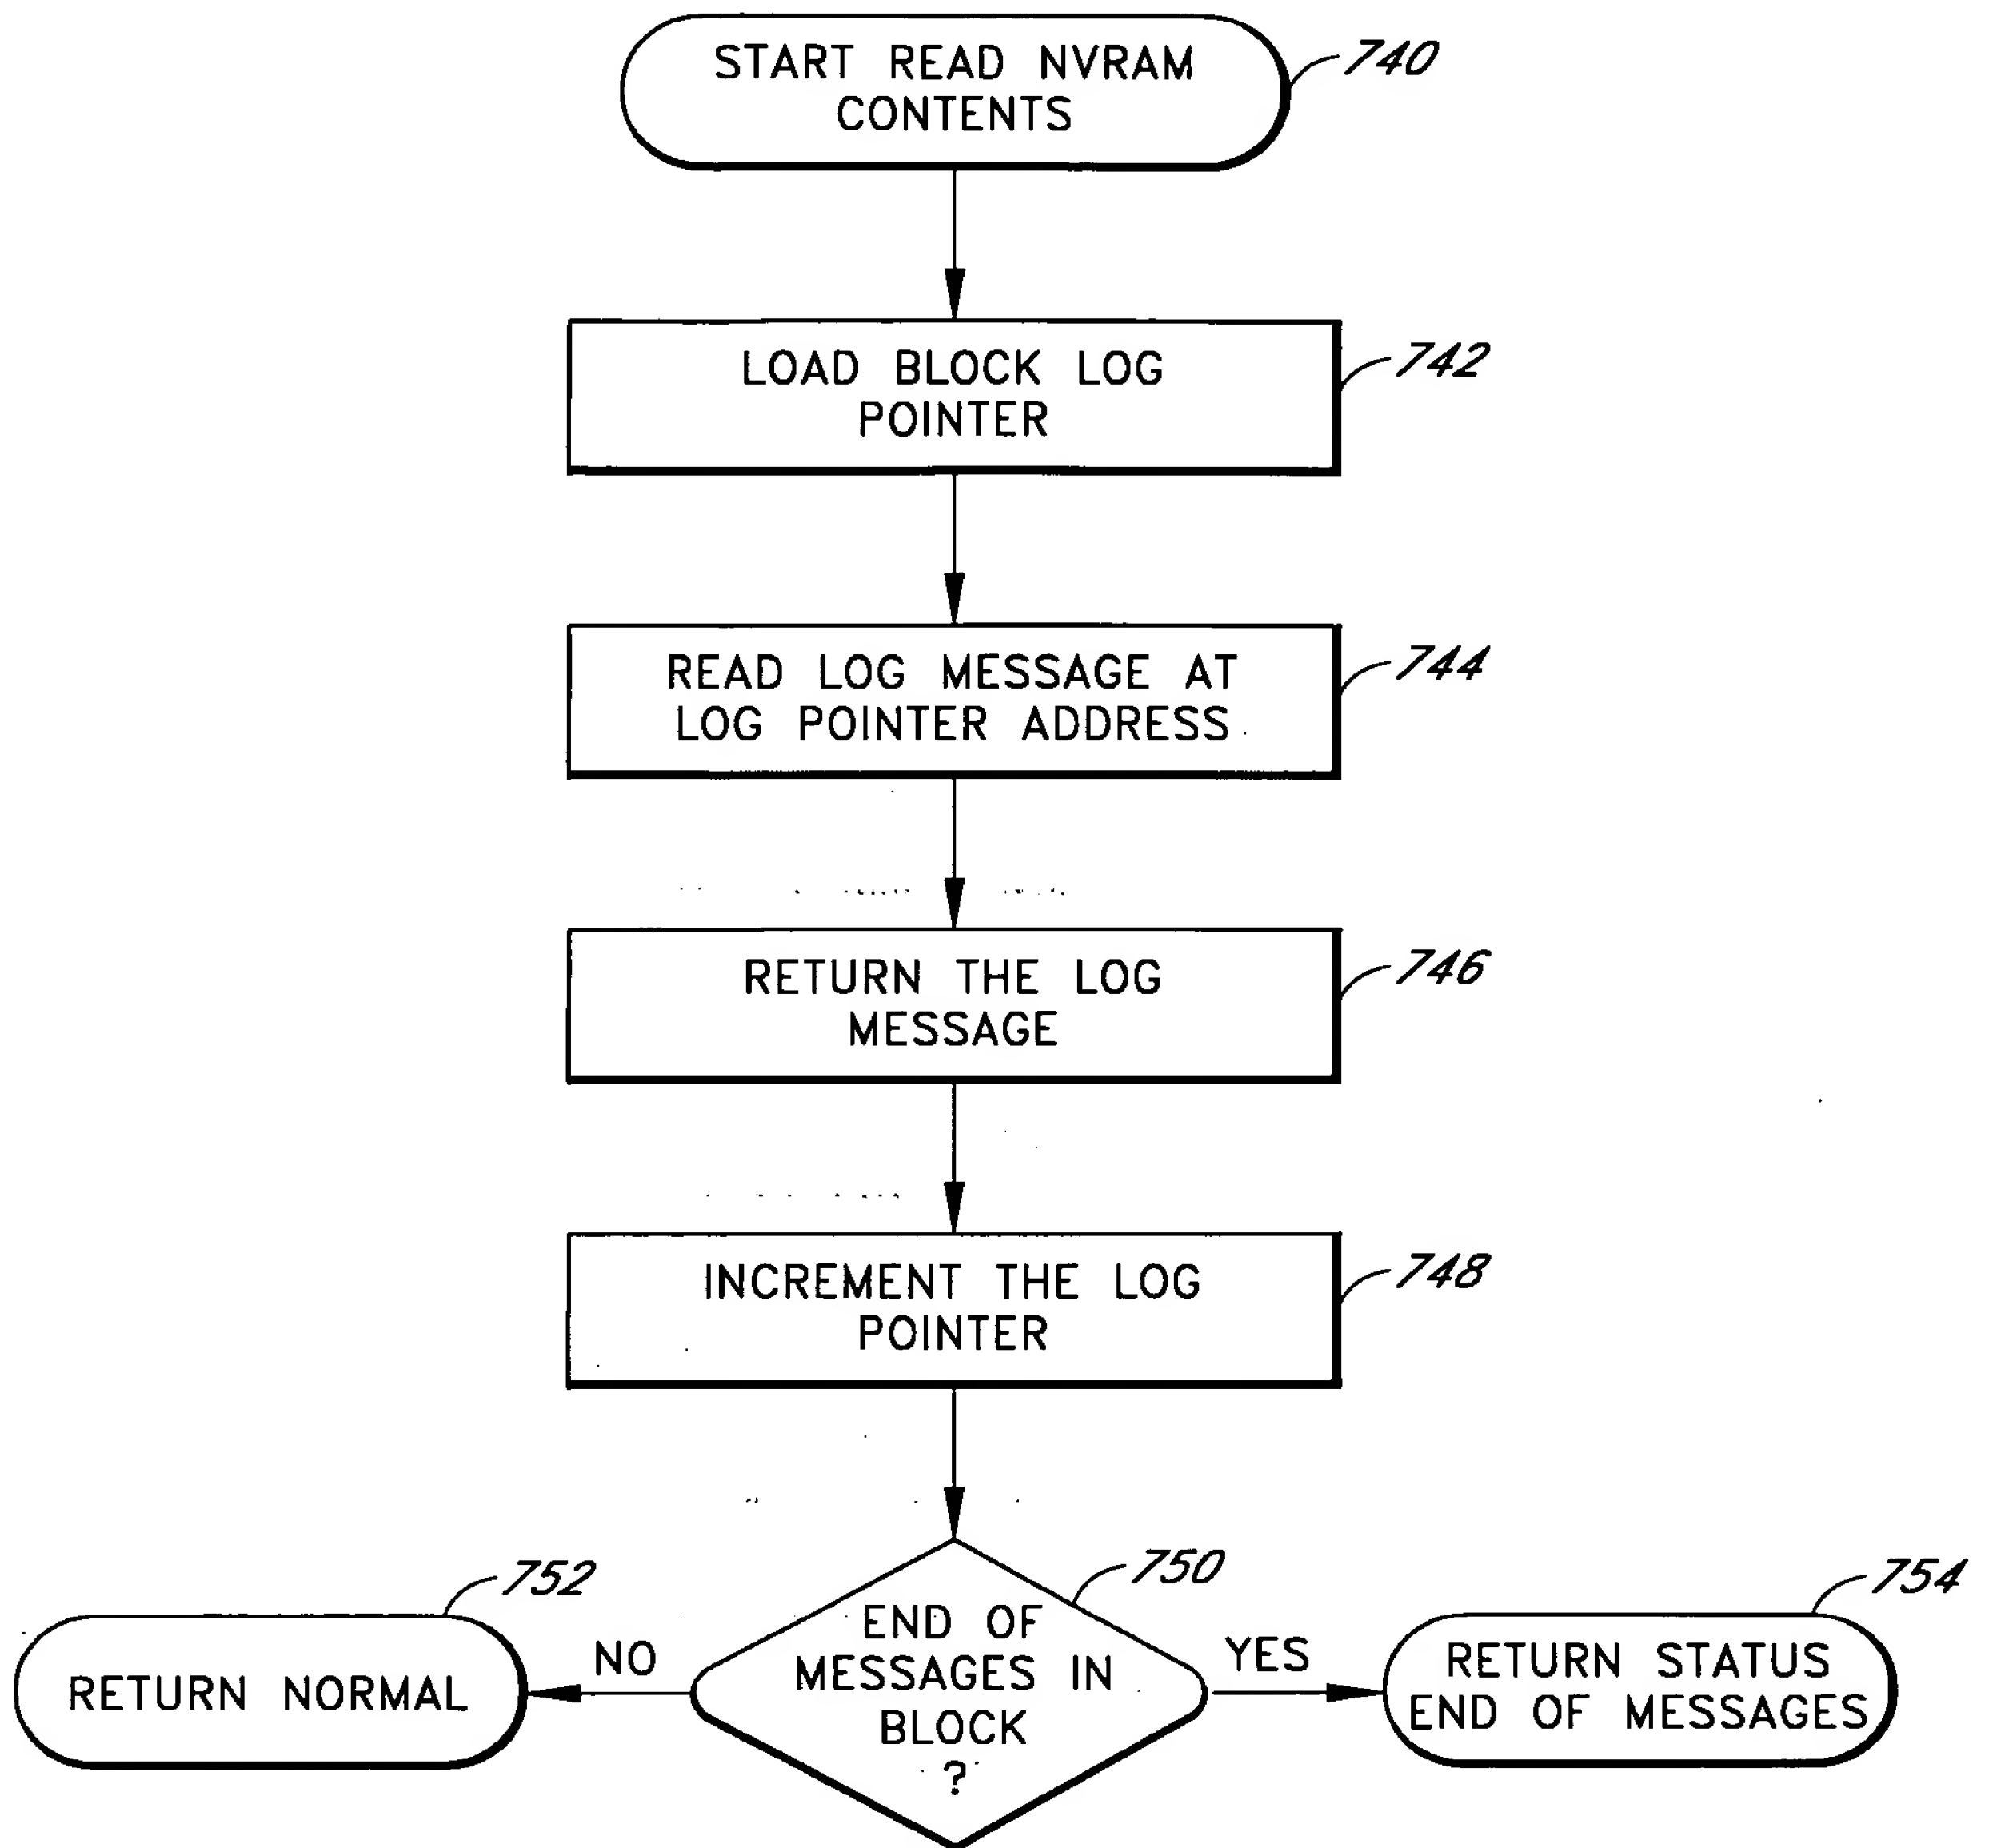 START READ NVRAM
CONTENTS
740
LOAD BLOCK LOG
POINTER
742
READ LOG MESSAGE AT
LOG POINTER ADDRESS
744
RETURN THE LOG
MESSAGE
746
INCREMENT THE LOG
POINTER
748
752
RETURN NORMAL
NO
750
END OF
MESSAGES IN
BLOCK
?
YES
754
RETURN STATUS
END OF MESSAGES